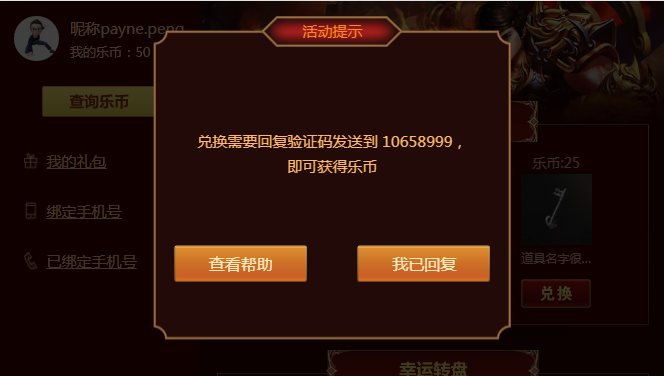 昵称payne.peng
我的乐币：50
查询乐币
我的礼包
绑定手机号
已绑定手机号
活动提示
兑换需要回复验证码发送到 10658999，
即可获得乐币
查看帮助
我已回复
乐币:25
道具名字很...
兑换
幸运转盘